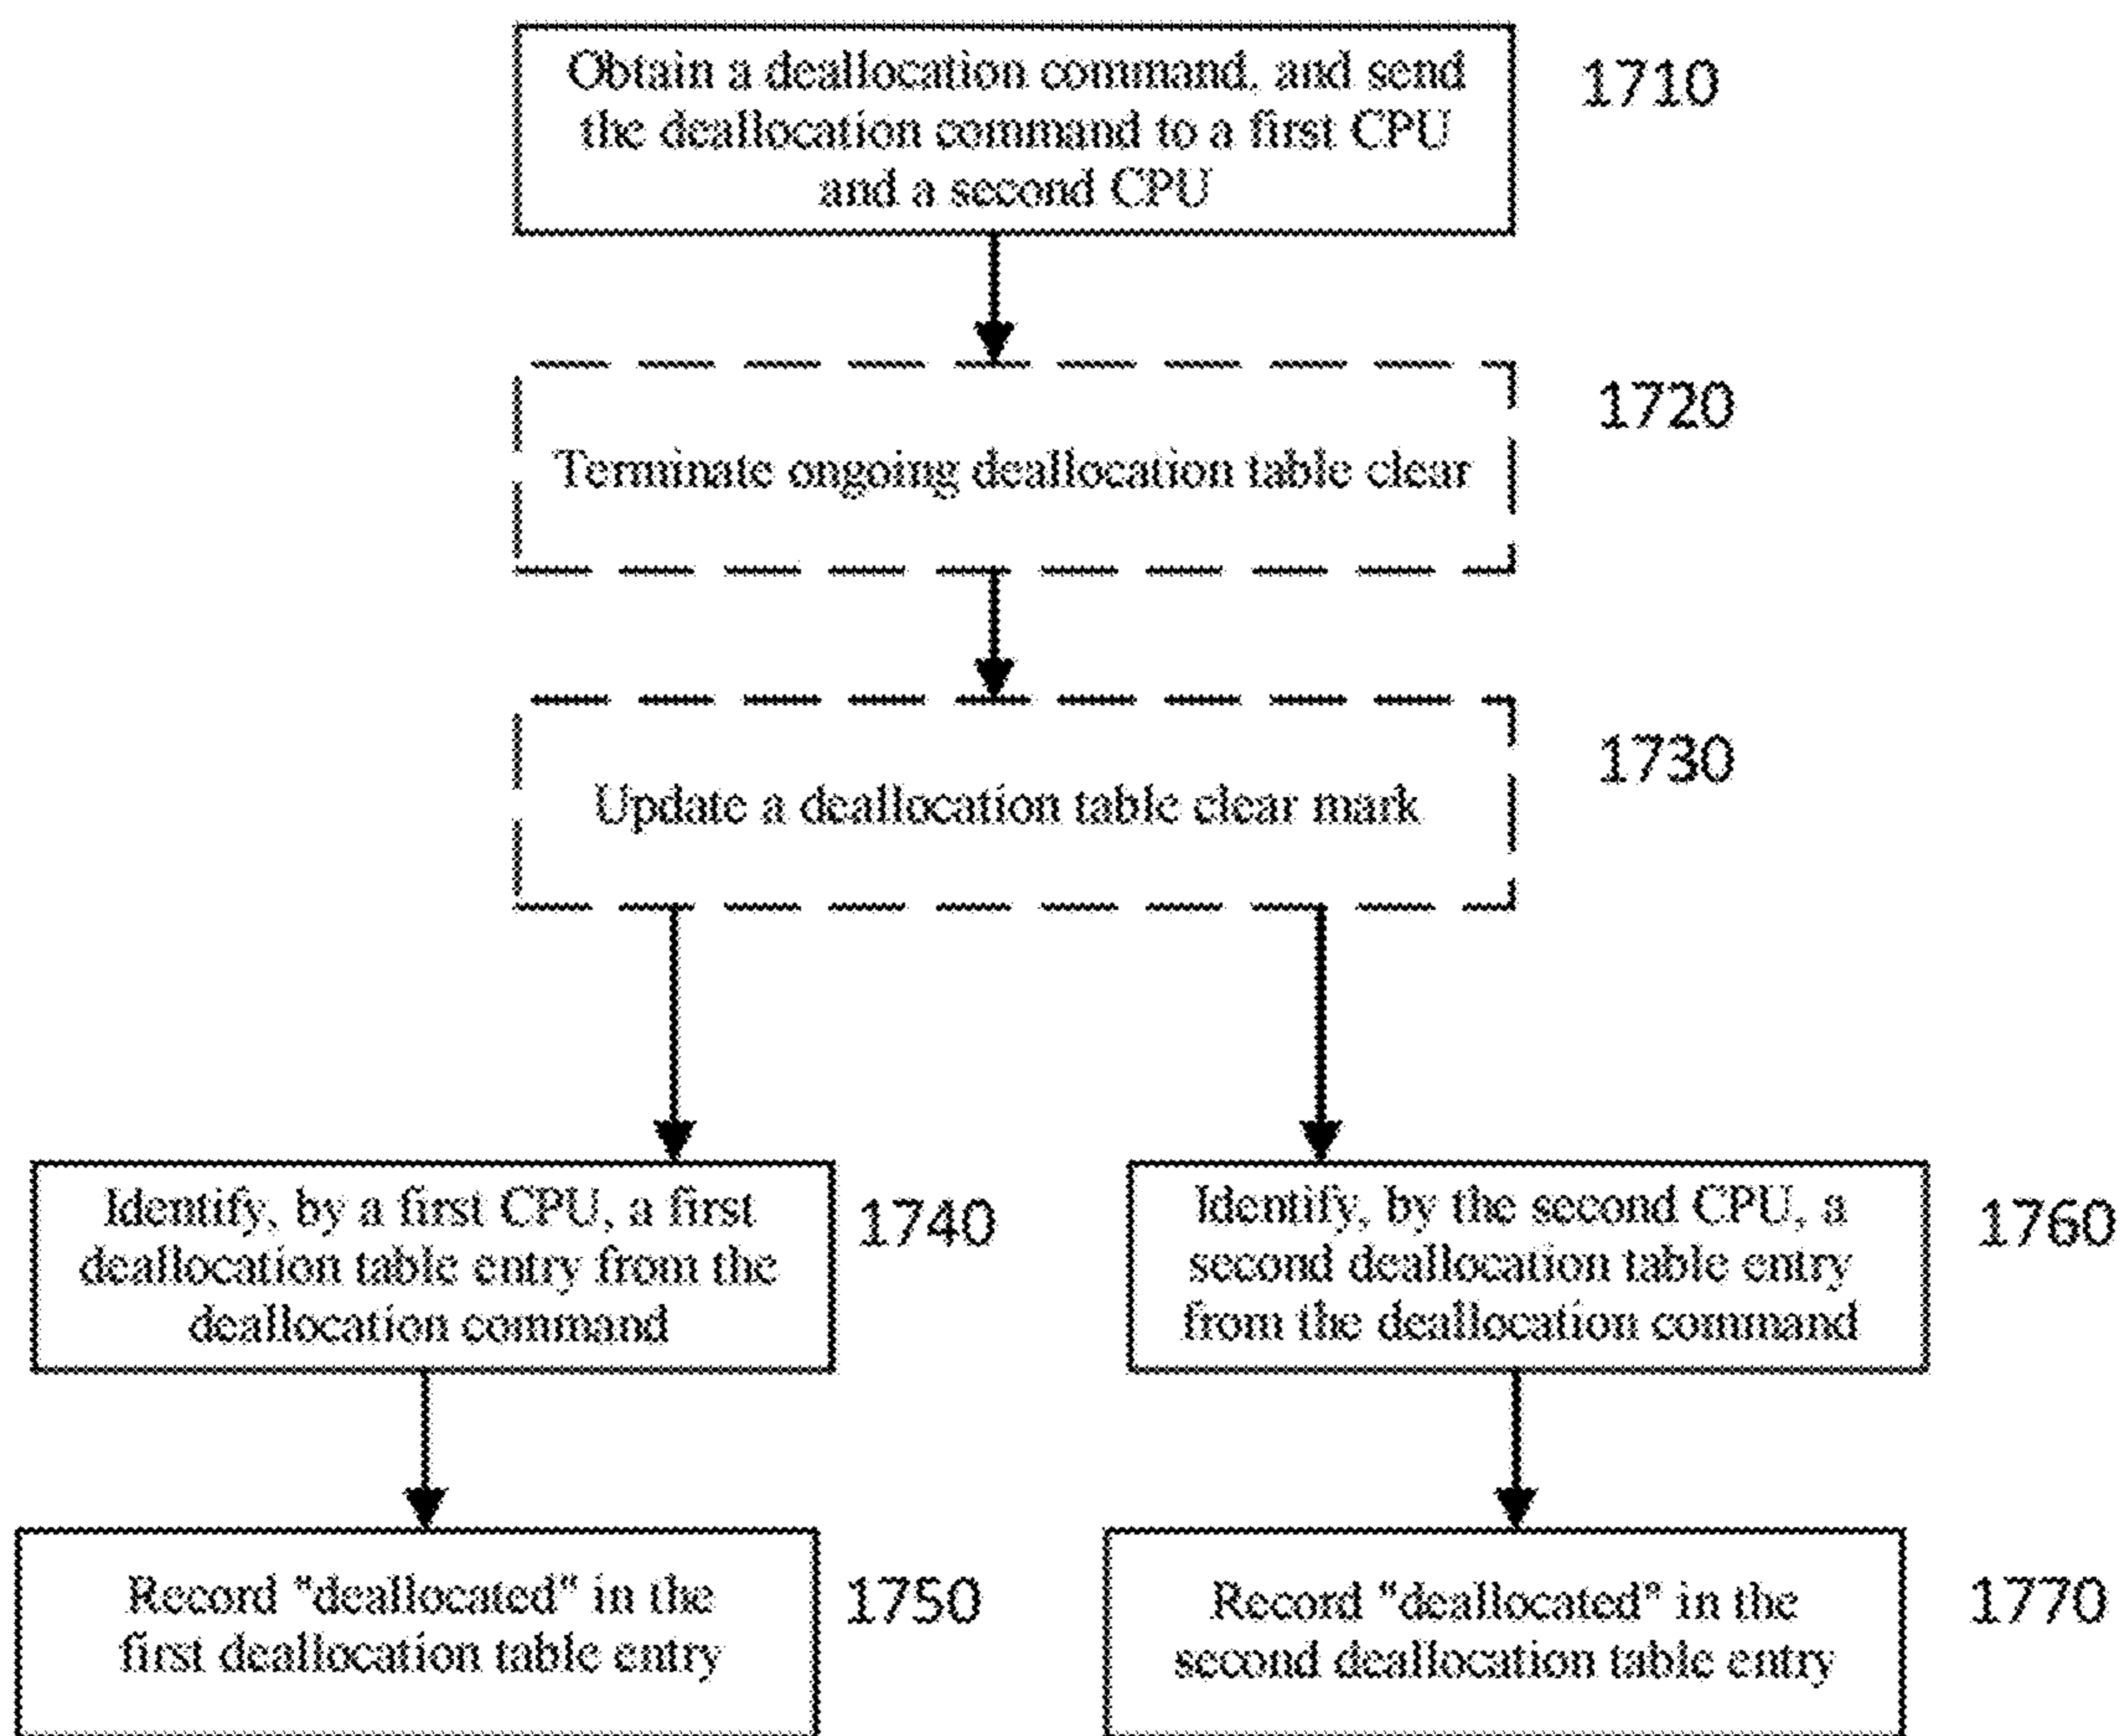 Obtain a deallocation command, and send
the deallocation command to a first CPU
and a second CPU
1710
Terminate ongoing deallocation table clear
1720
Update a deallocation table clear mark
1730
Identify, by a first CPU, a first
deallocation table entry from the
deallocation command
1740
Identify, by the second CPU, a
second deallocation table entry
from the deallocation command
1760
Record "deallocated" in the
first deallocation table entry
1750
Record "deallocated" in the
second deallocation table entry
1770